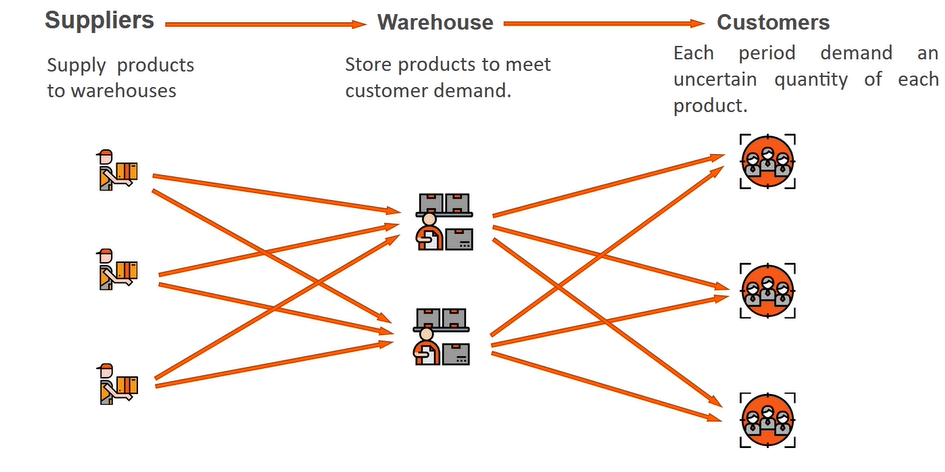 Suppliers
Warehouse
Customers
Supply products
to warehouses
Store products to meet
customer demand.
Each period demand an
uncertain quantity of each
product.